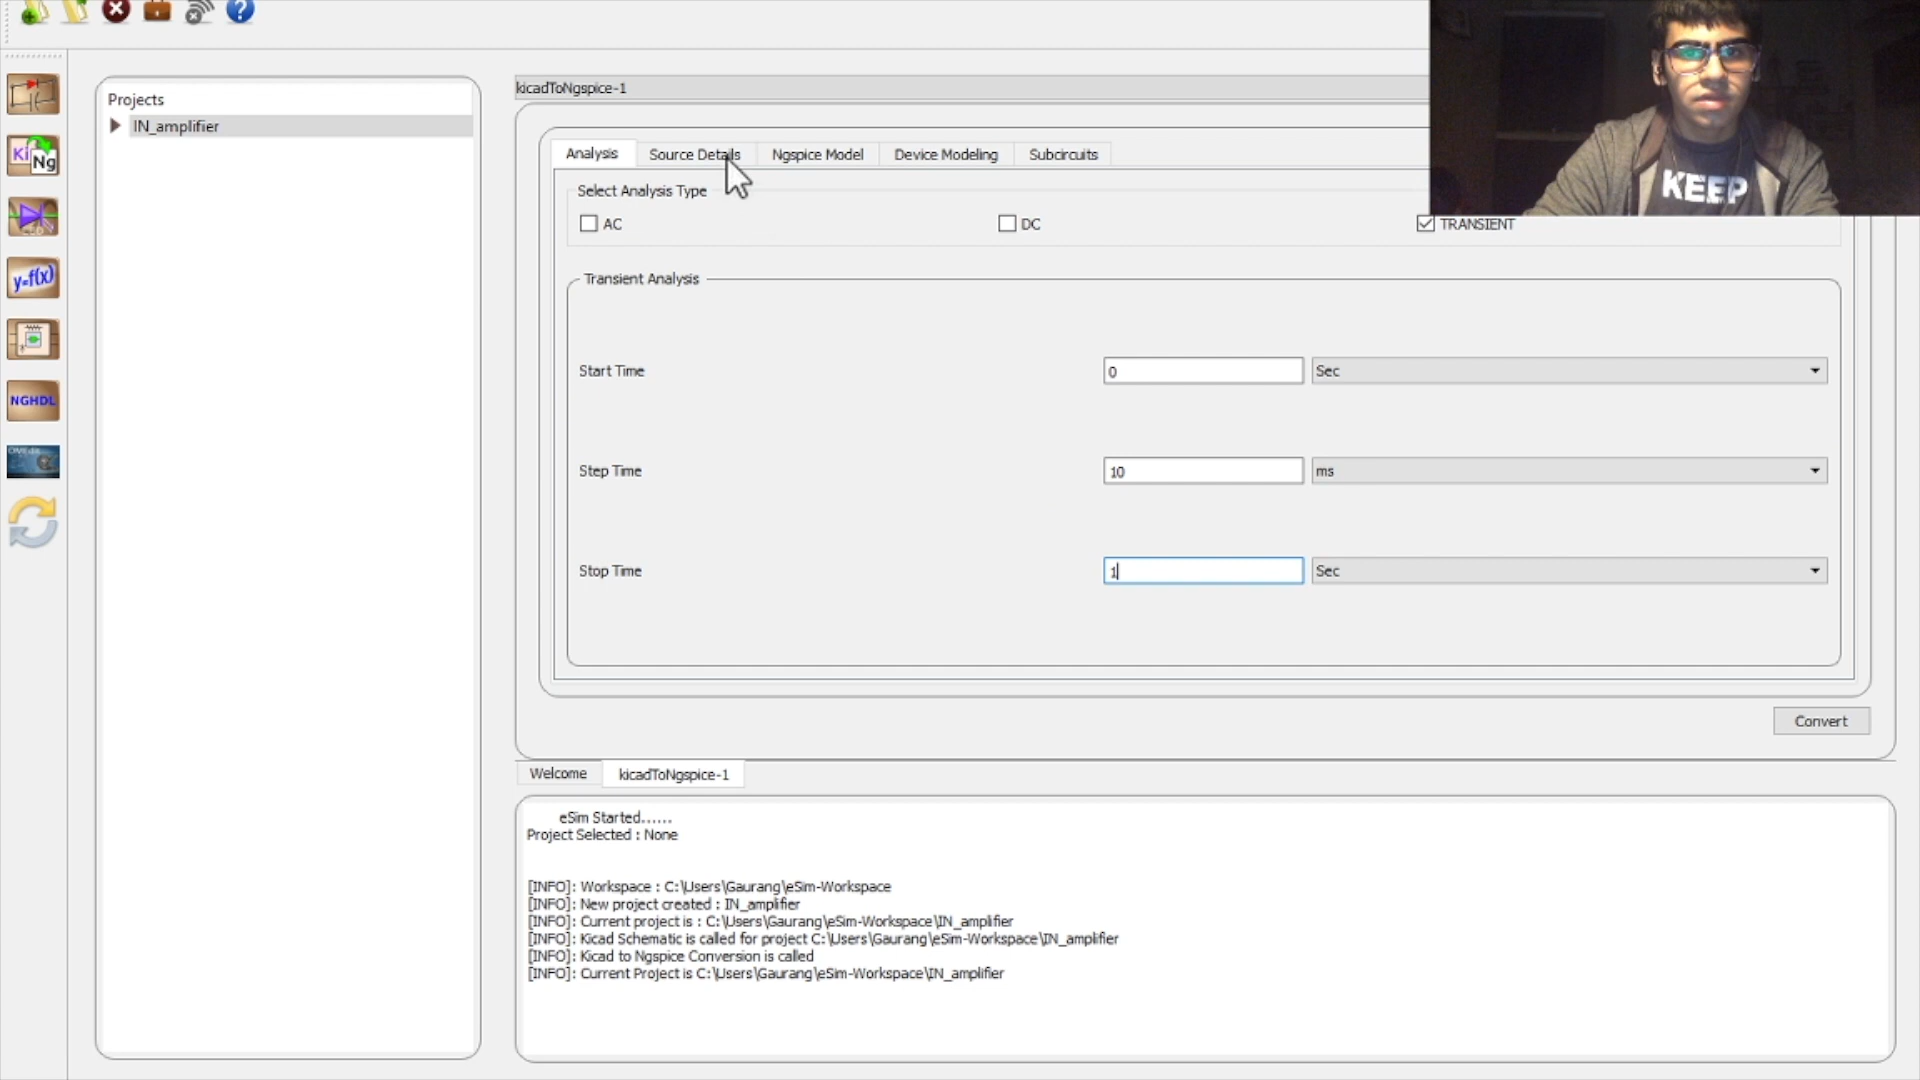 Projects
IN_amplifier
kicadToNgspice-1
Analysis
Source Details
Ngspice Model
Device Modeling
Subcircuits
Select Analysis Type
AC
DC
TRANSIENT
Transient Analysis
Start Time
0
Sec
Step Time
10
ms
Stop Time
1
Sec
Convert
Welcome
kicadToNgspice-1
eSim Started......
Project Selected : None
[INFO]: Workspace : C:\Users\Gaurang\eSim-Workspace
[INFO]: New project created : IN_amplifier
[INFO]: Current project is : C:\Users\Gaurang\eSim-Workspace\IN_amplifier
[INFO]: Kicad Schematic is called for project C:\Users\Gaurang\eSim-Workspace\IN_amplifier
[INFO]: Kicad to Ngspice Conversion is called
[INFO]: Current Project is C:\Users\Gaurang\eSim-Workspace\IN_amplifier
Ki
Ng
y=f(x)
NGHDL
KEEP